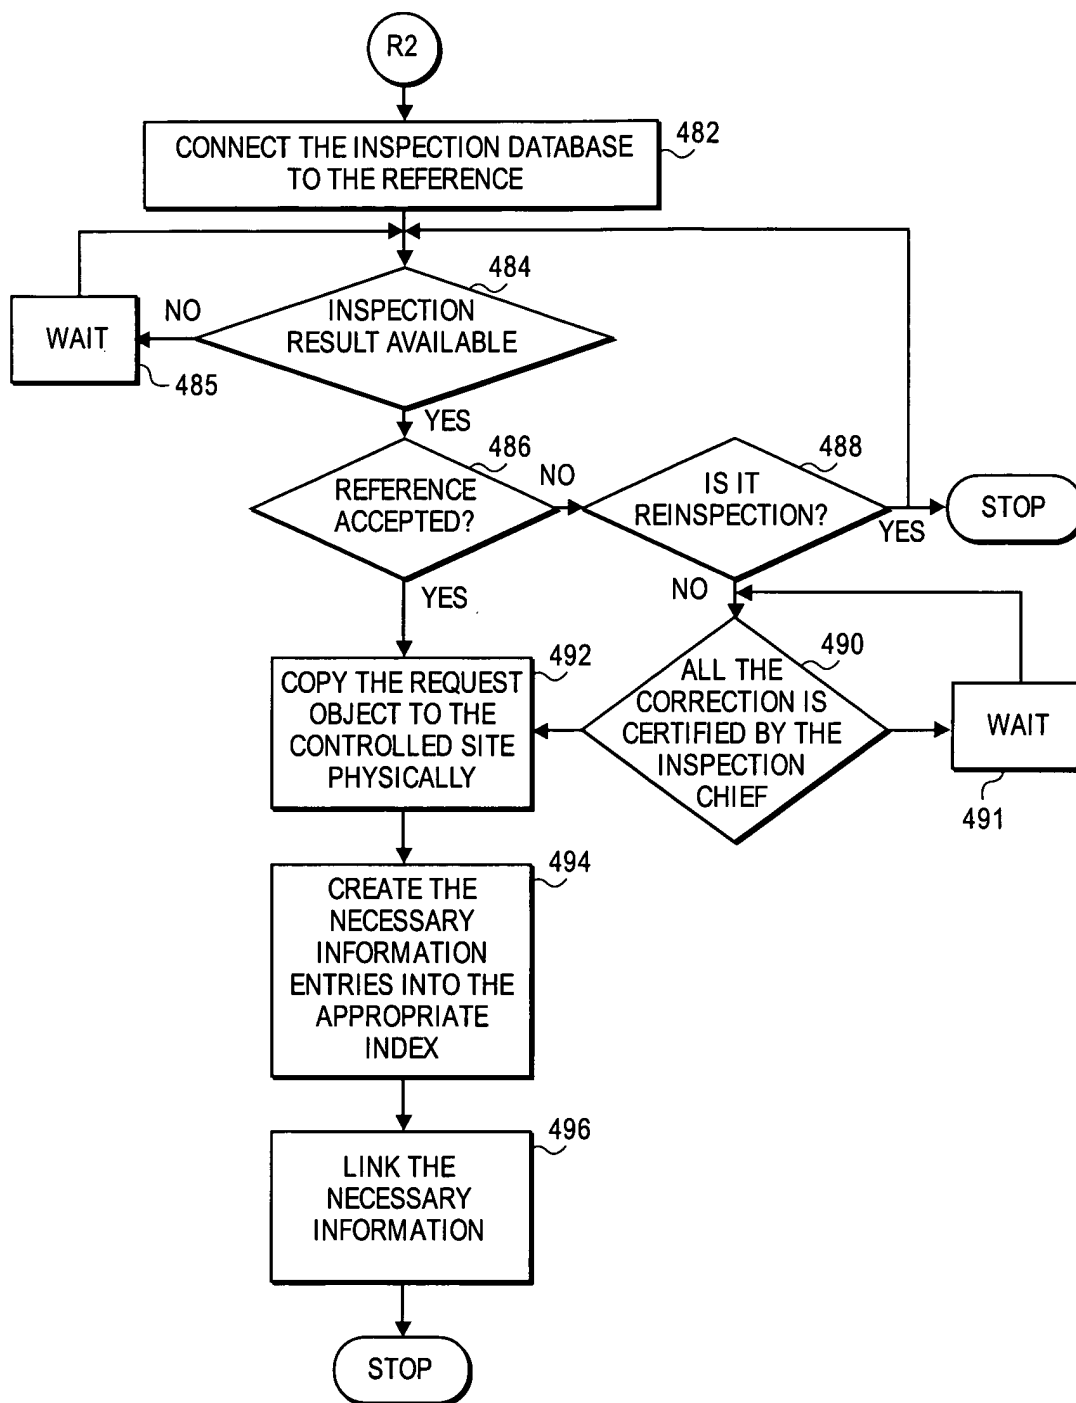 R2
CONNECT THE INSPECTION DATABASE
TO THE REFERENCE
482
484
INSPECTION
RESULT AVAILABLE
NO
WAIT
485
YES
486
REFERENCE
ACCEPTED?
NO
488
IS IT
REINSPECTION?
YES
STOP
YES
NO
490
ALL THE
CORRECTION IS
CERTIFIED BY THE
INSPECTION
CHIEF
WAIT
491
492
COPY THE REQUEST
OBJECT TO THE
CONTROLLED SITE
PHYSICALLY
494
CREATE THE
NECESSARY
INFORMATION
ENTRIES INTO THE
APPROPRIATE
INDEX
496
LINK THE
NECESSARY
INFORMATION
STOP